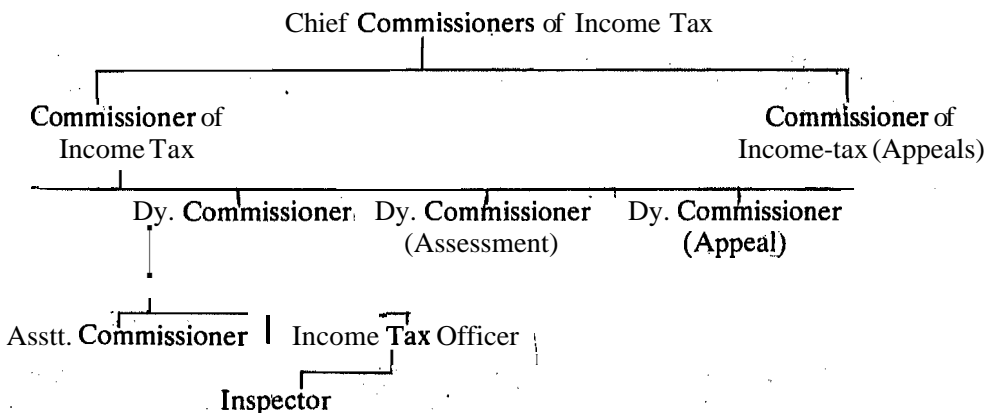 Chief Commissioners of Income Tax
Commissioner of
Income Tax
Commissioner of
Income-tax (Appeals)
Dy. Commissioner
Dy. Commissioner
(Assessment)
Dy. Commissioner
(Appeal)
Asstt. Commissioner
Income Tax Officer
Inspector